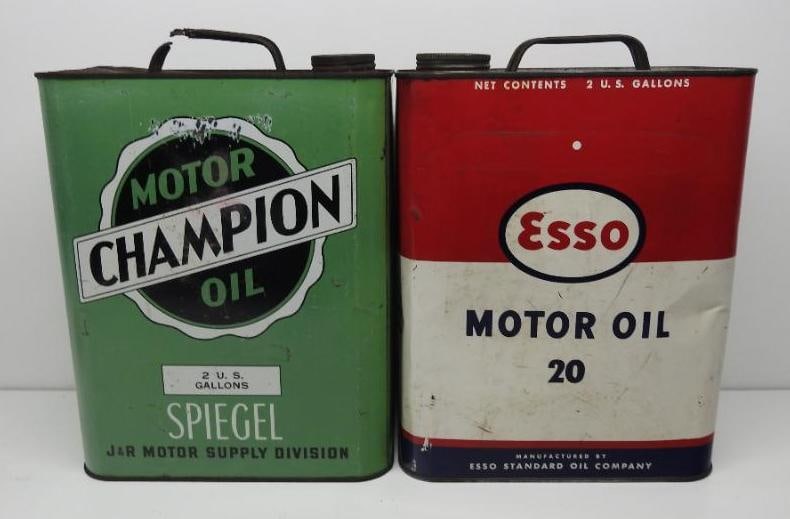 MOTOR
CHAMPION
OIL
2 U. S.
GALLONS
SPIEGEL
J&R MOTOR SUPPLY DIVISION
NET CONTENTS 2 U. S. GALLONS
Esso
MOTOR OIL
20
MANUFACTURED BY
ESSO STANDARD OIL COMPANY